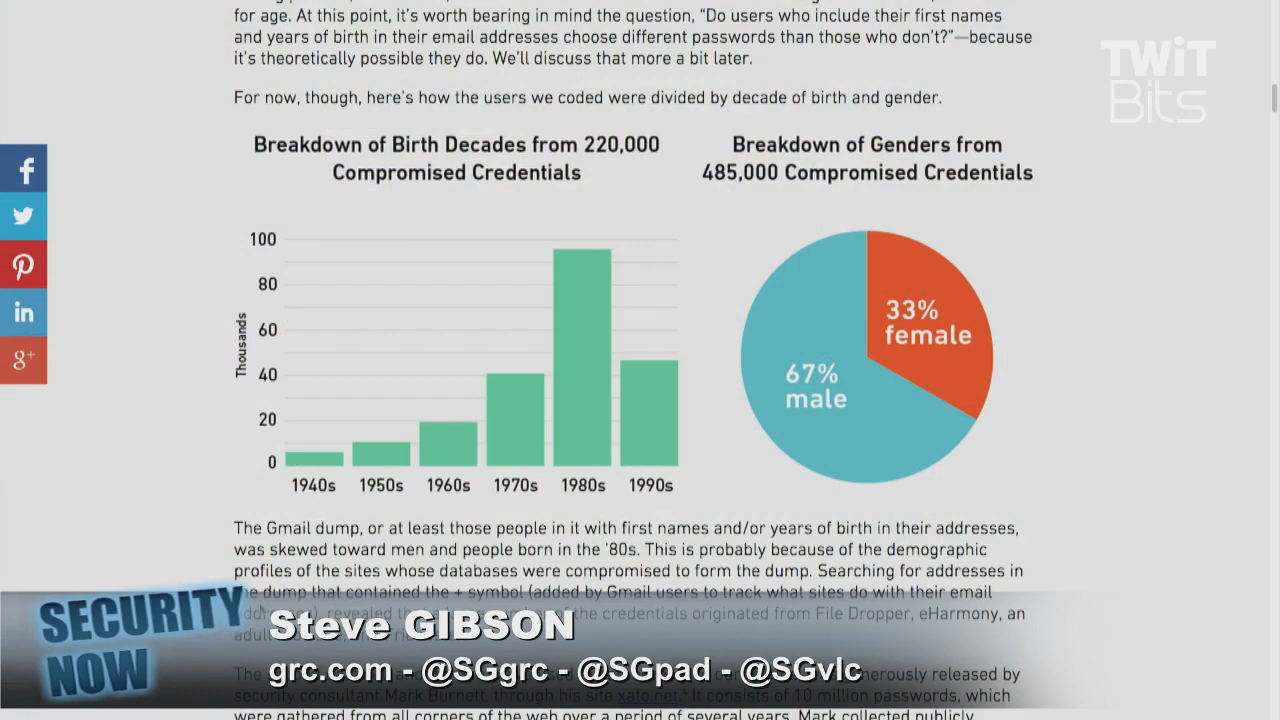 for age. At this point, it's worth bearing in mind the question, “Do users who include their first names
and years of birth in their email addresses choose different passwords than those who don't?”—because
it's theoretically possible they do. We'll discuss that more a bit later.
For now, though, here's how the users we coded were divided by decade of birth and gender.
TWiT
Bits
Breakdown of Birth Decades from 220,000
Compromised Credentials
Breakdown of Genders from
485,000 Compromised Credentials
f
in
g+
Thousands
100
80
60
40
20
0
1940s 1950s 1960s 1970s 1980s 1990s
33%
female
67%
male
The Gmail dump, or at least those people in it with first names and/or years of birth in their addresses,
was skewed toward men and people born in the '80s. This is probably because of the demographic
profiles of the sites whose databases were compromised to form the dump. Searching for addresses in
the dump that contained the + symbol (added by Gmail users to track what sites do with their email
revealed of the credentials originated from File Dropper, eHarmony, an
SECURITY
NOW
Steve GIBSON
grc.com - @SGgrc - @SGpad - @SGvlc
released by
security consultant Mark Burnett, through his site xato.net. It consists of 10 million passwords, which
were gathered from all corners of the web over a period of several years. Mark collected publicly